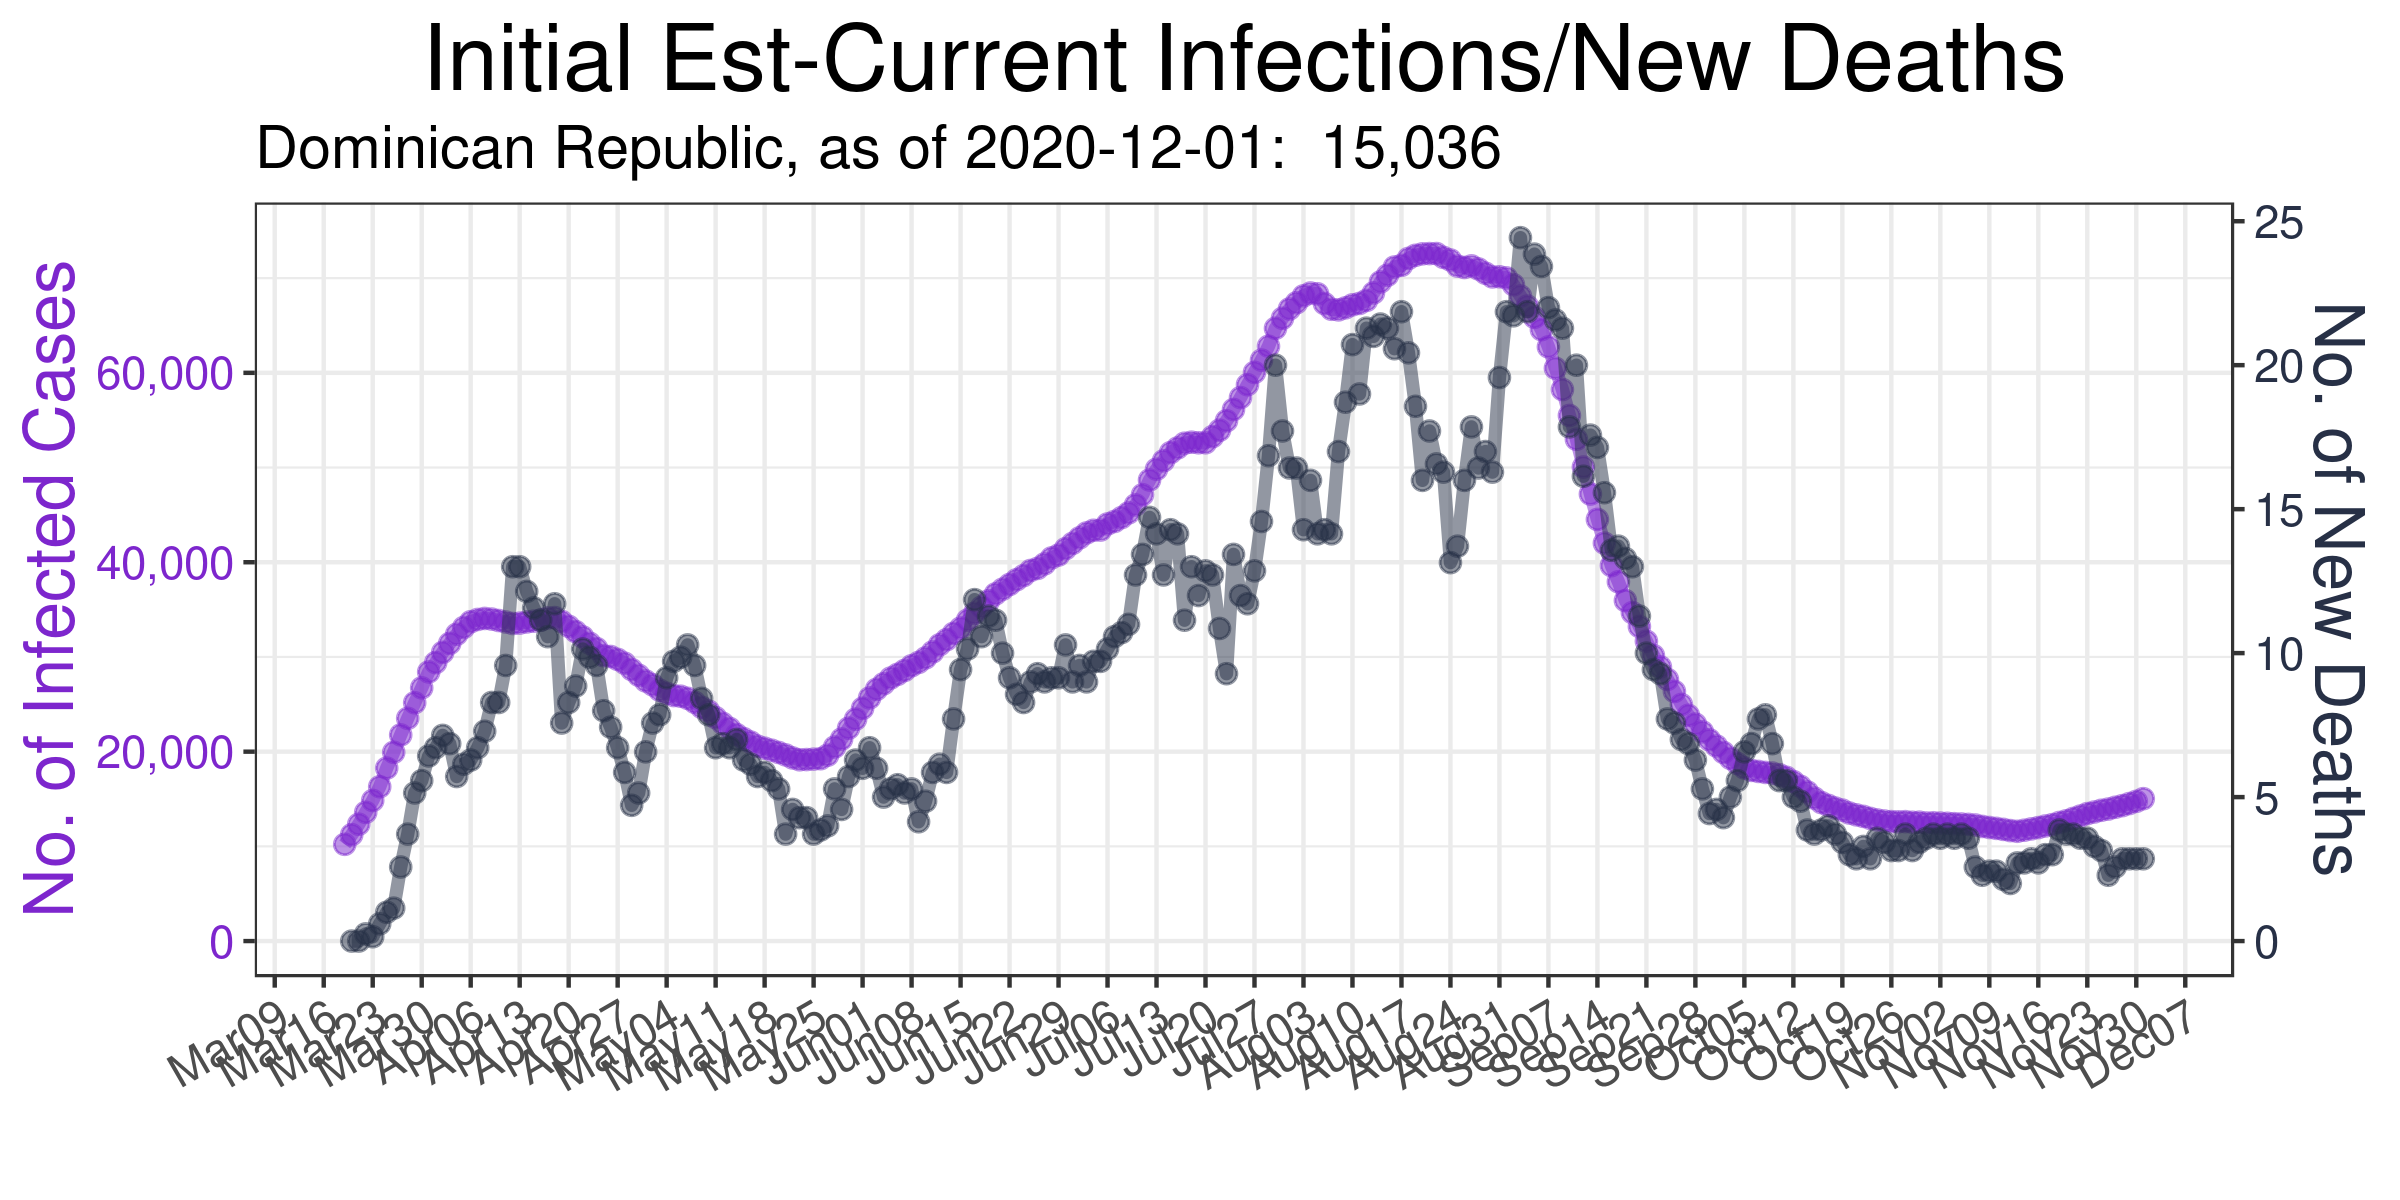 Initial Est-Current Infections/New Deaths
Dominican Republic, as of 2020-12-01:  15,036
No. of Infected Cases
60,000
40,000
20,000
0
25
20
15
10
5
0
No. of New Deaths
Mar09
Mar16
Mar23
Mar30
Apr06
Apr13
Apr20
Apr27
May04
May11
May18
May25
Jun01
Jun08
Jun15
Jun22
Jun29
Jul06
Jul13
Jul20
Jul27
Aug03
Aug10
Aug17
Aug24
Aug31
Sep07
Sep14
Sep21
Sep28
Oct05
Oct12
Oct19
Oct26
Nov02
Nov09
Nov16
Nov23
Nov30
Dec07